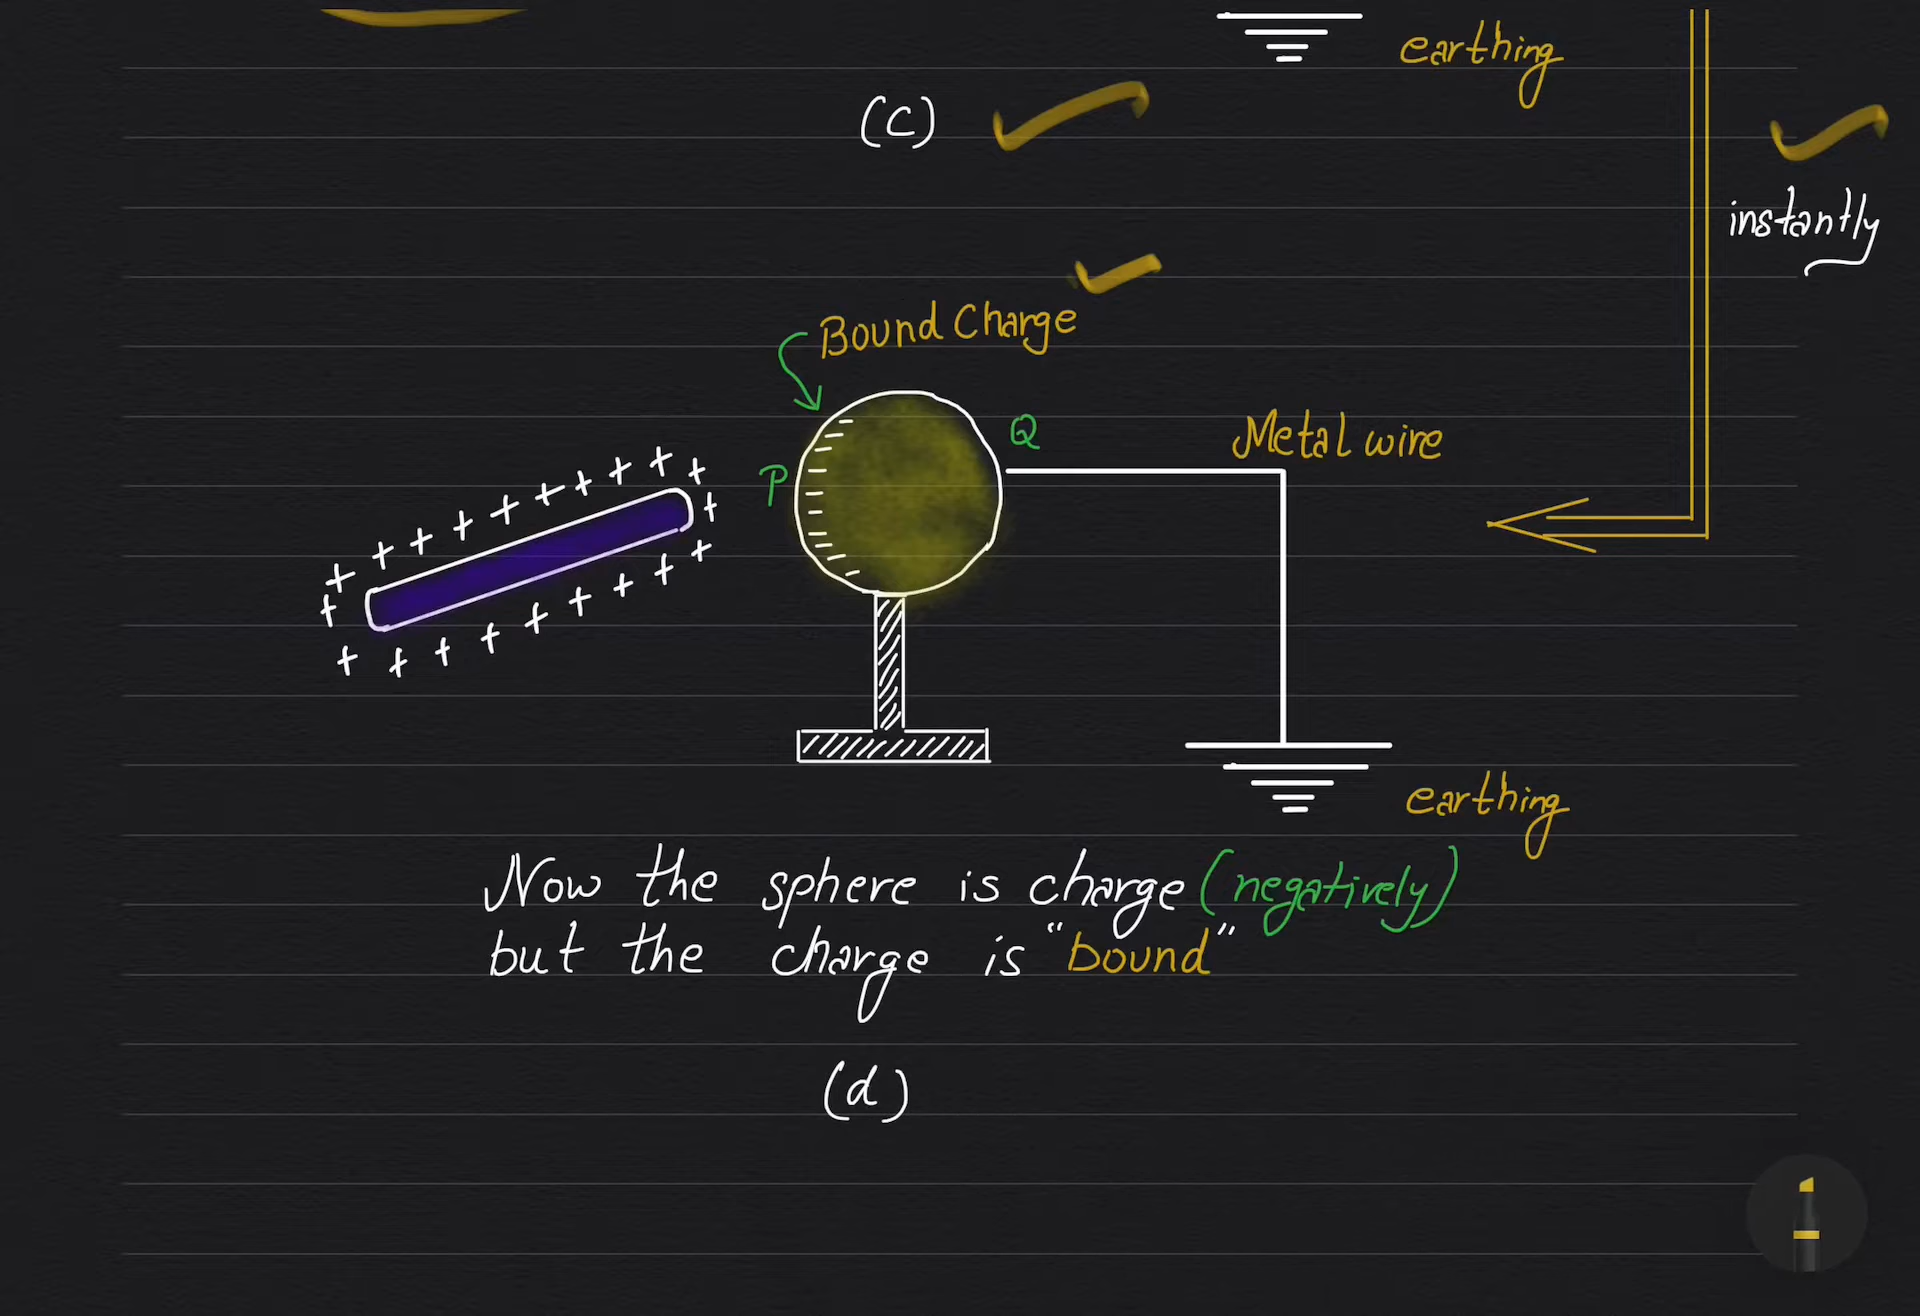 earthing
(c)
instantly
Bound Charge
Q
Metal wire
P
earthing
Now the sphere is charge (negatively)
but the charge is "bound"
(d)